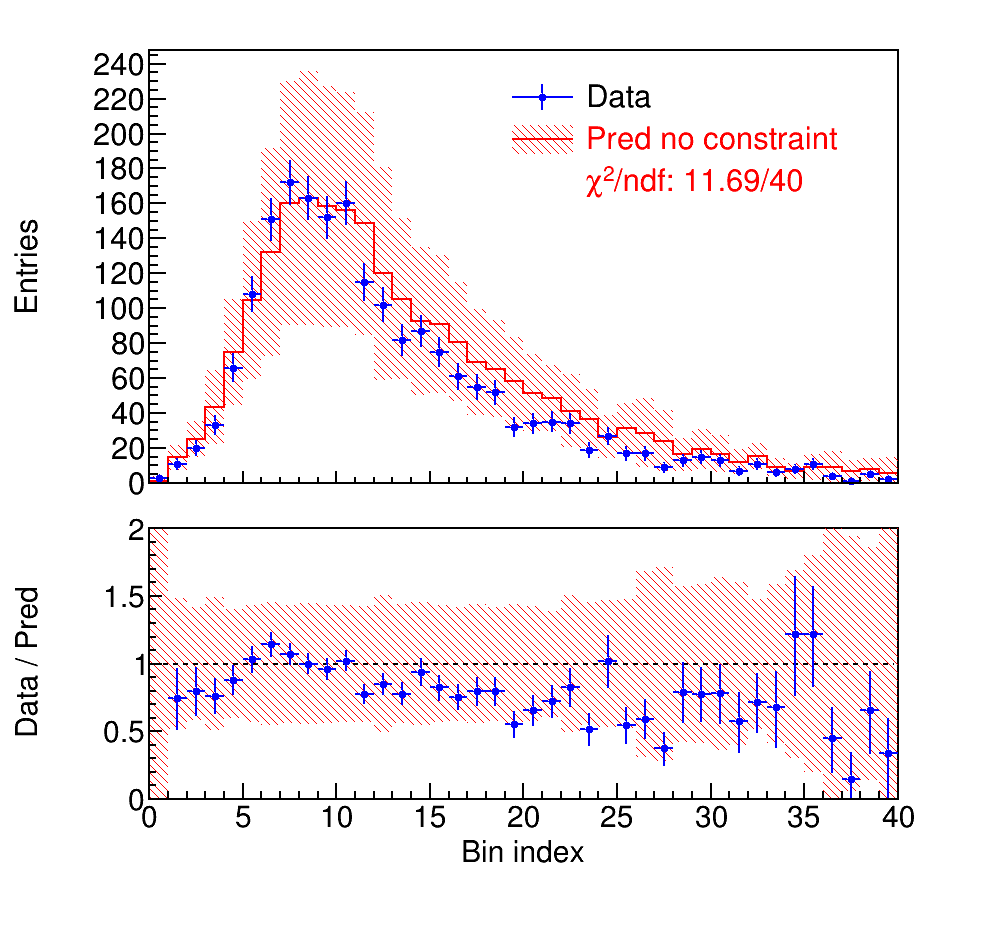 Entries
240
220
200
180
160
140
120
100
80
60
40
20
0
Data
Pred no constraint
χ²/ndf: 11.69/40
Data / Pred
2
1.5
1
0.5
0
0 5 10 15 20 25 30 35 40
Bin index